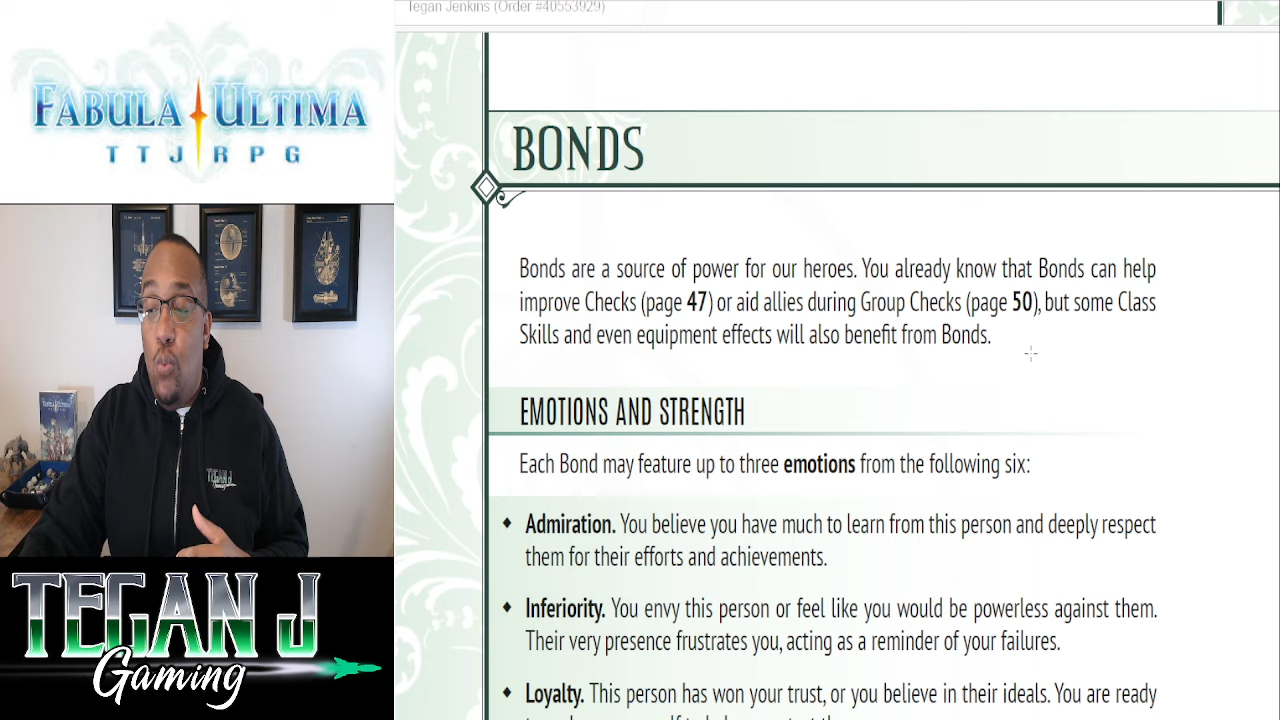 Tegan Jenkins (Order #40553929)
FABULA ULTIMA
TTJRPG
BONDS
Bonds are a source of power for our heroes. You already know that Bonds can help
improve Checks (page 47) or aid allies during Group Checks (page 50), but some Class
Skills and even equipment effects will also benefit from Bonds.
EMOTIONS AND STRENGTH
Each Bond may feature up to three emotions from the following six:
◆ Admiration. You believe you have much to learn from this person and deeply respect
them for their efforts and achievements.
◆ Inferiority. You envy this person or feel like you would be powerless against them.
Their very presence frustrates you, acting as a reminder of your failures.
◆ Loyalty. This person has won your trust, or you believe in their ideals. You are ready
TEGAN J
TEGAN J
Gaming